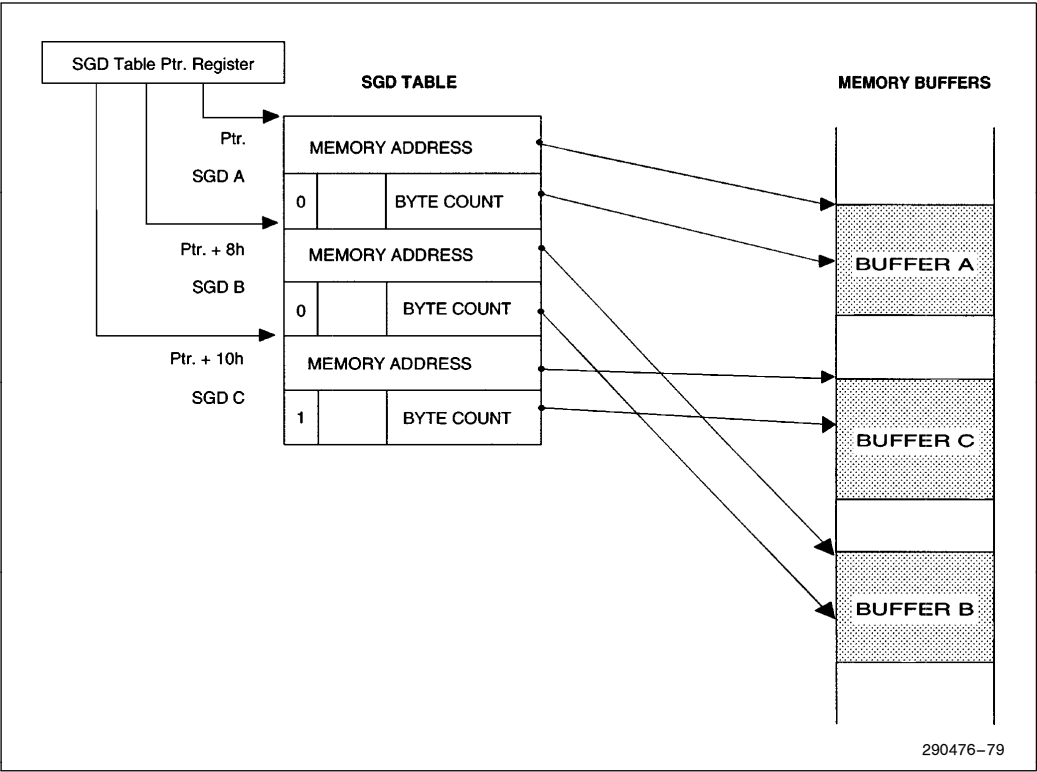 SGD Table Ptr. Register
SGD TABLE
MEMORY BUFFERS
Ptr.
MEMORY ADDRESS
SGD A
0
BYTE COUNT
Ptr. + 8h
MEMORY ADDRESS
SGD B
0
BYTE COUNT
Ptr. + 10h
MEMORY ADDRESS
SGD C
1
BYTE COUNT
BUFFER A
BUFFER C
BUFFER B
290476–79